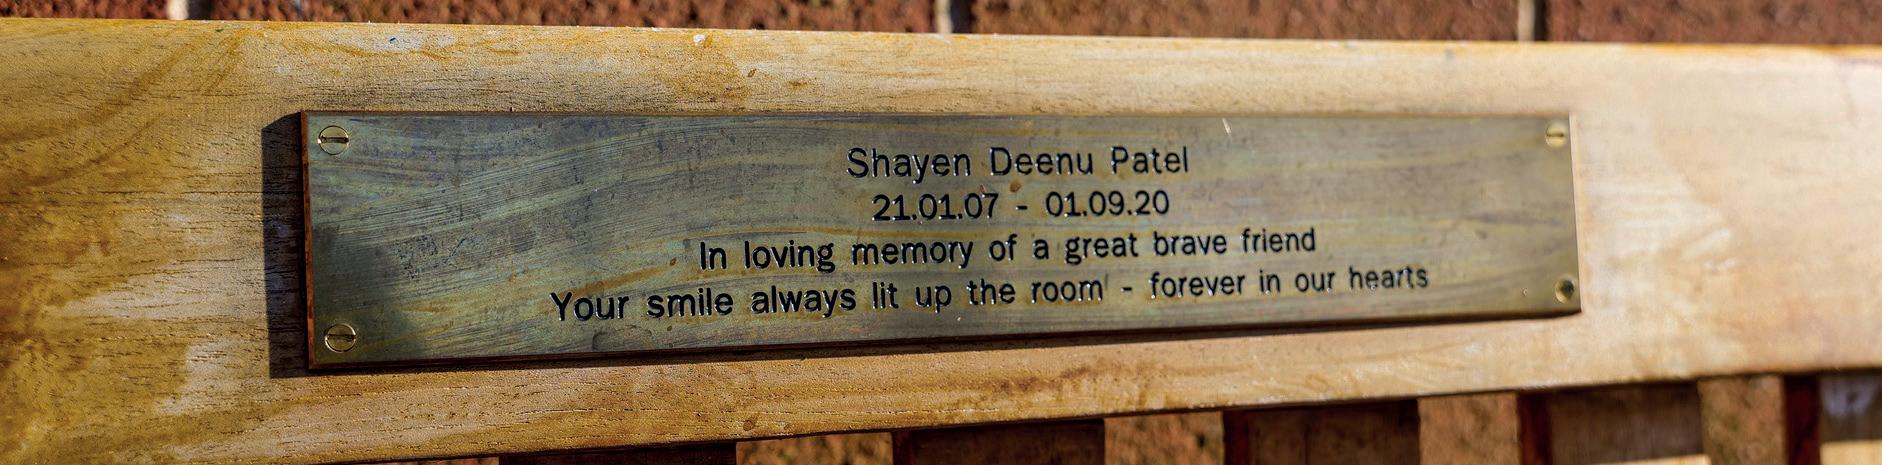 Shayen Deenu Patel
21.01.07 - 01.09.20
In loving memory of a great brave friend
Your smile always lit up the room - forever in our hearts